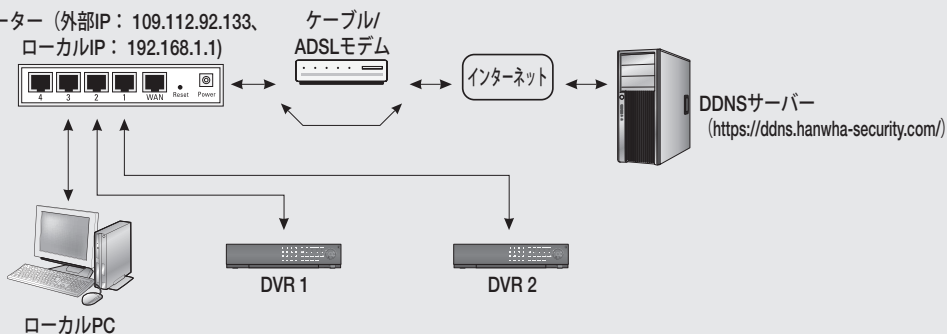 ーター（外部IP： 109.112.92.133、
ローカルIP： 192.168.1.1)
ケーブル/
ADSLモデム
インターネット
DDNSサーバー
（https://ddns.hanwha-security.com/）
4 3 2 1 WAN Reset Power
DVR 1
DVR 2
ローカルPC